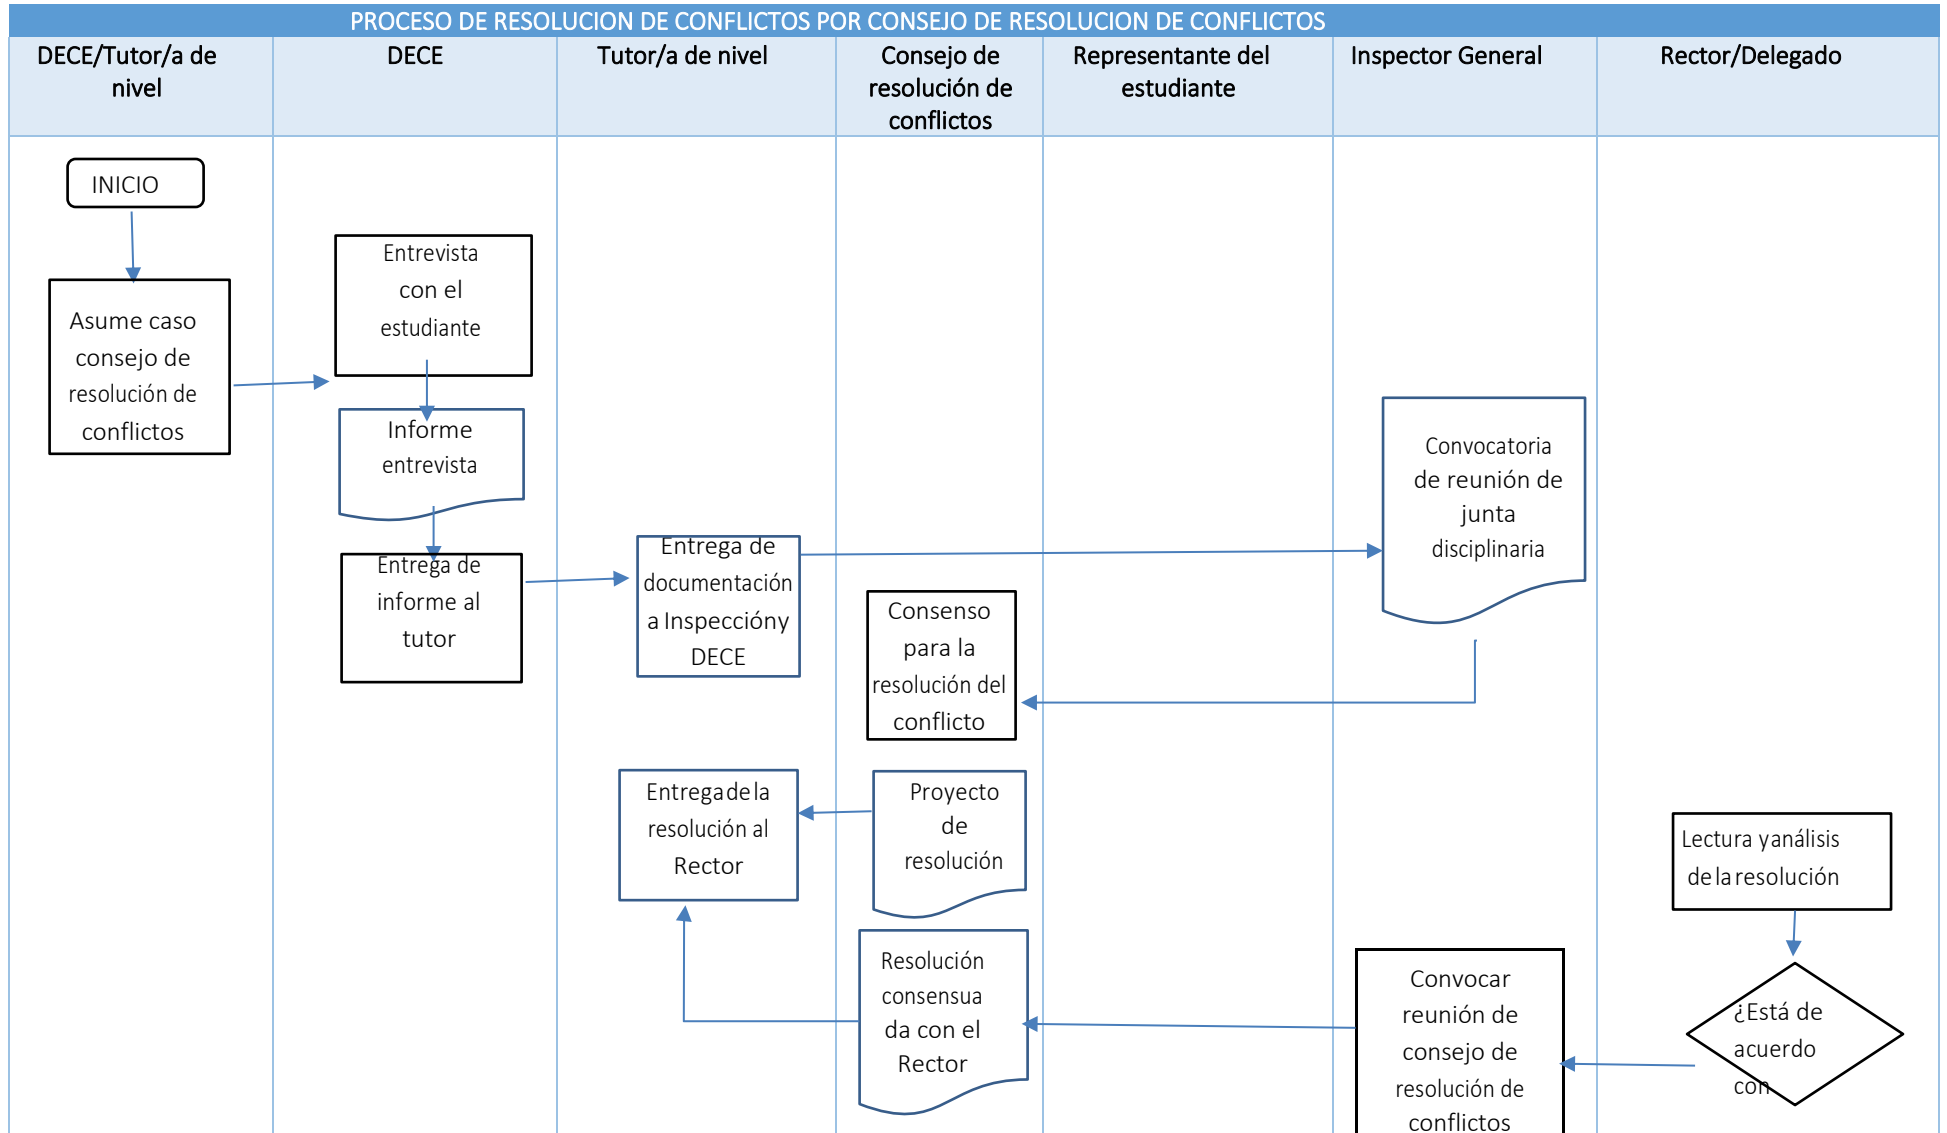 PROCESO DE RESOLUCION DE CONFLICTOS POR CONSEJO DE RESOLUCION DE CONFLICTOS
DECE/Tutor/a de
nivel
DECE
Tutor/a de nivel
Consejo de
resolución de
conflictos
Representante del
estudiante
Inspector General
Rector/Delegado
INICIO
Asume caso
consejo de
resolución de
conflictos
Entrevista
con el
estudiante
Informe
entrevista
Entrega de
informe al
tutor
Entrega de
documentación
a Inspeccióny
DECE
Convocatoria
de reunión de
junta
disciplinaria
Consenso
para la
resolución del
conflicto
Proyecto
de
resolución
Entrega de la
resolución al
Rector
Lectura y análisis
de la resolución
¿Está de
acuerdo
con
Convocar
reunión de
consejo de
resolución de
conflictos
Resolución
consensua
da con el
Rector